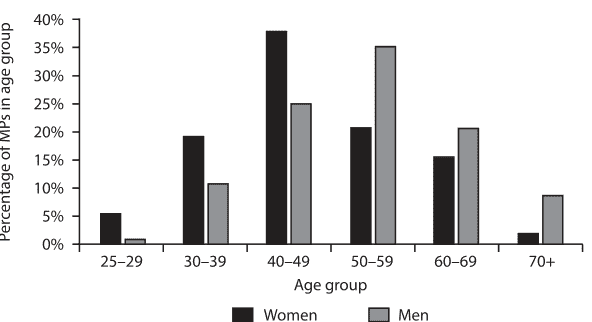 Percentage of MPs in age group
40%
35%
30%
25%
20%
15%
10%
5%
0%
25–29 30–39 40–49 50–59 60–69 70+
Age group
Women Men